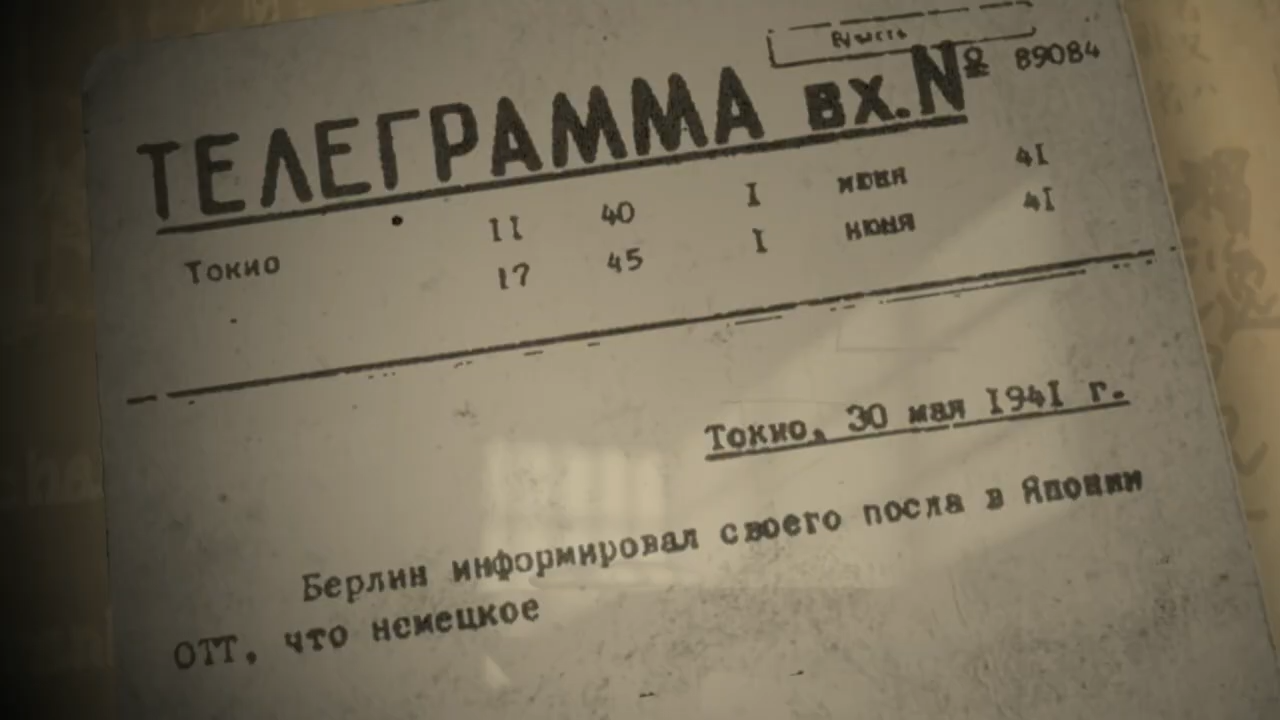 ТЕЛЕГРАММА вх.№ 89084
Токио 11 40 I июня 41
17 45 I июня 41
Токио, 30 мая 1941 г.
Берлин информировал своего посла в Японии
ОТТ, что немецкое